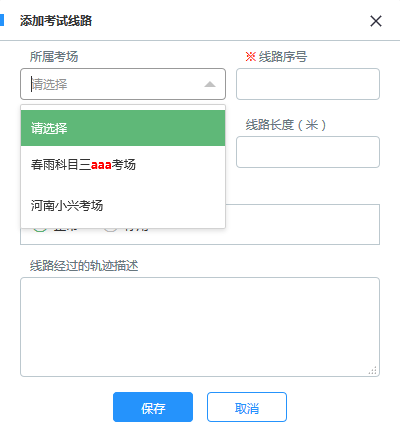 添加考试线路
所属考场
※线路序号
请选择
线路长度（米）
请选择
春雨科目三aaa考场
河南小兴考场
线路经过的轨迹描述
保存
取消